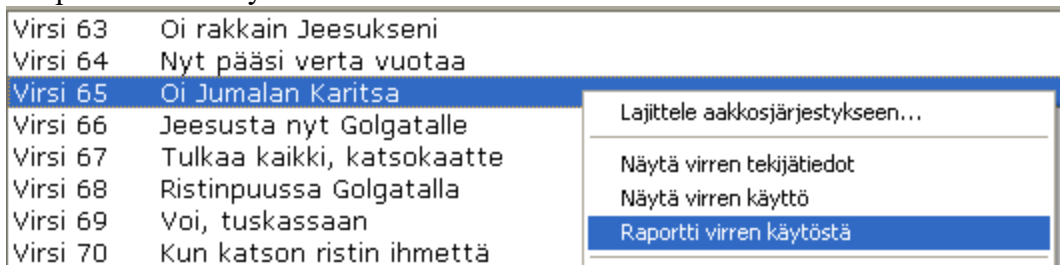 Virsi 63 Oi rakkain Jeesukseni
Virsi 64 Nyt pääsi verta vuotaa
Virsi 65 Oi Jumalan Karitsa
Virsi 66 Jeesusta nyt Golgatalle
Virsi 67 Tulkaa kaikki, katsokaatte
Virsi 68 Ristinpuussa Golgatalla
Virsi 69 Voi, tuskassaan
Virsi 70 Kun katson ristin ihmettä
Lajittele aakkosjärjestykseen...
Näytä virren tekijätiedot
Näytä virren käyttö
Raportti virren käytöstä